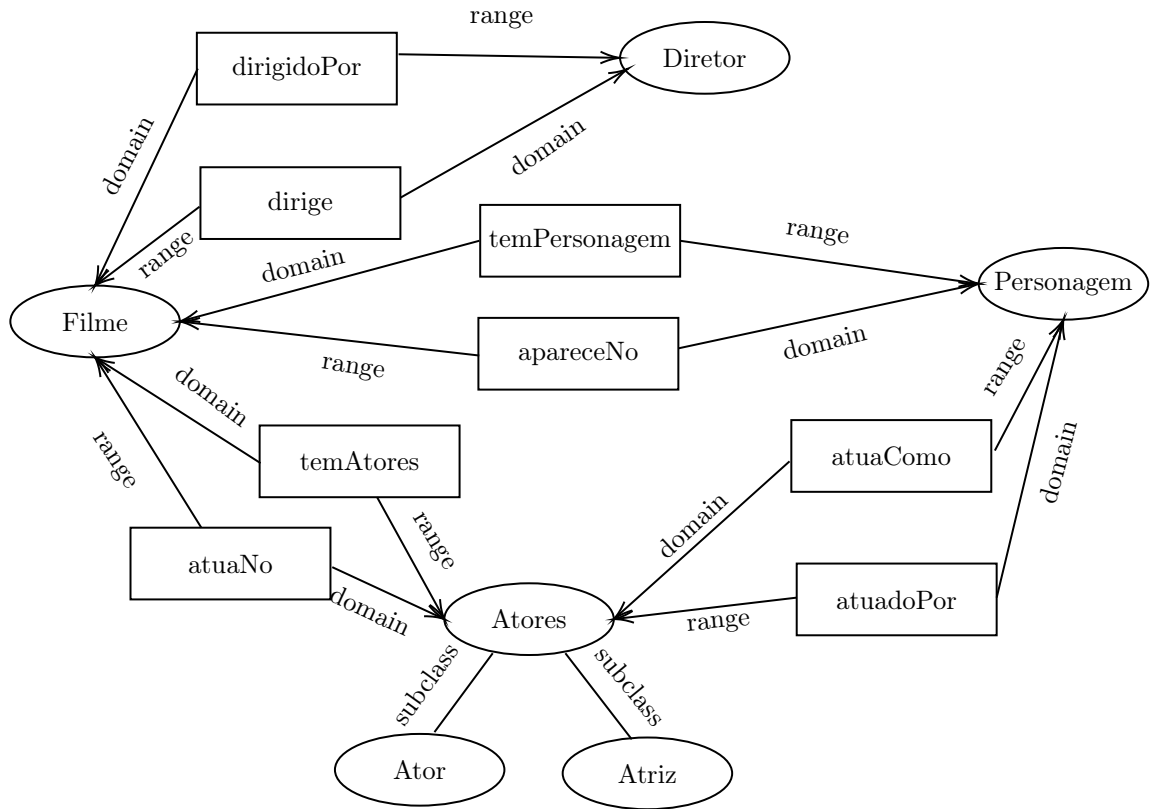 range
dirigidoPor
Diretor
domain
domain
dirige
range
domain
temPersonagem
range
Filme
Personagem
range
apareceNo
domain
domain
range
range
temAtores
atuaComo
domain
range
domain
atuaNo
domain
range
atuadoPor
Atores
subclass
subclass
Ator
Atriz